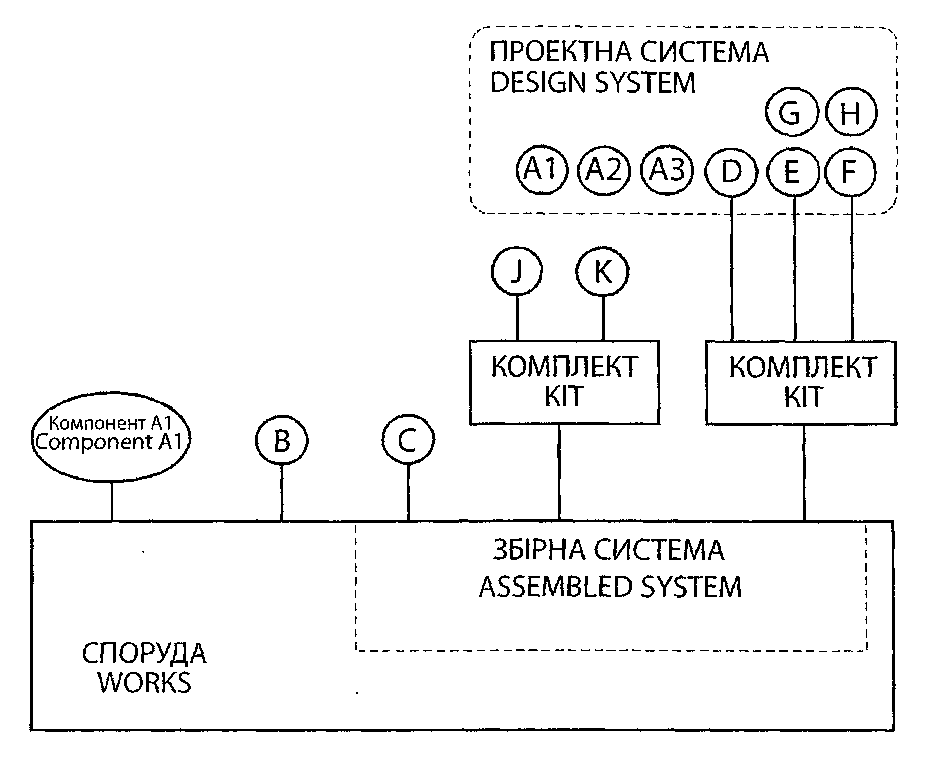 ПРОЕКТНА СИСТЕМА
DESIGN SYSTEM
G H
A1 A2 A3 D E F
J K
КОМПЛЕКТ
KIT
КОМПЛЕКТ
KIT
Компонент А1
Component A1
B
C
ЗБІРНА СИСТЕМА
ASSEMBLED SYSTEM
СПОРУДА
WORKS